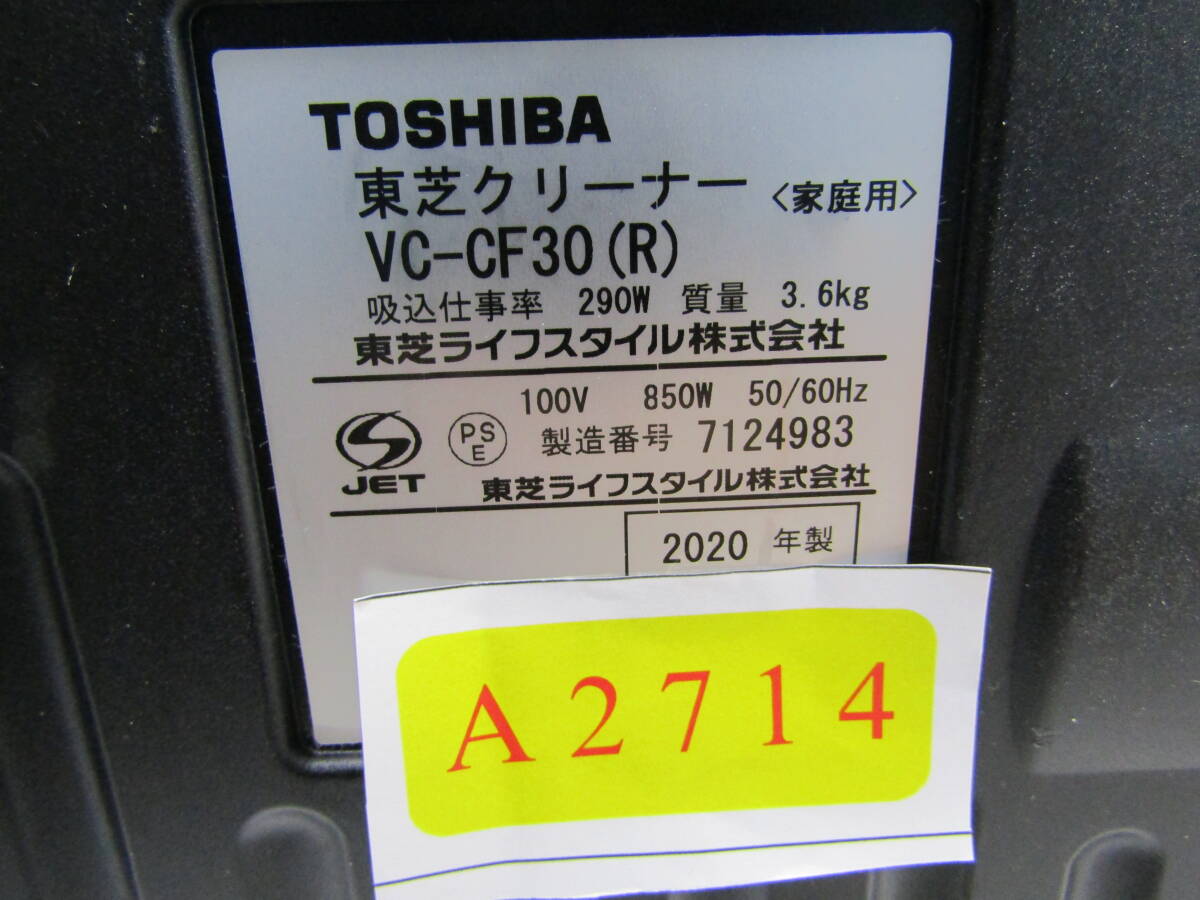 TOSHIBA
東芝クリーナー 〈家庭用〉
VC-CF30(R)
吸込仕事率 290W 質量 3.6kg
東芝ライフスタイル株式会社
100V 850W 50/60Hz
JET
PS
E
製造番号 7124983
東芝ライフスタイル株式会社
2020 年製
A2714